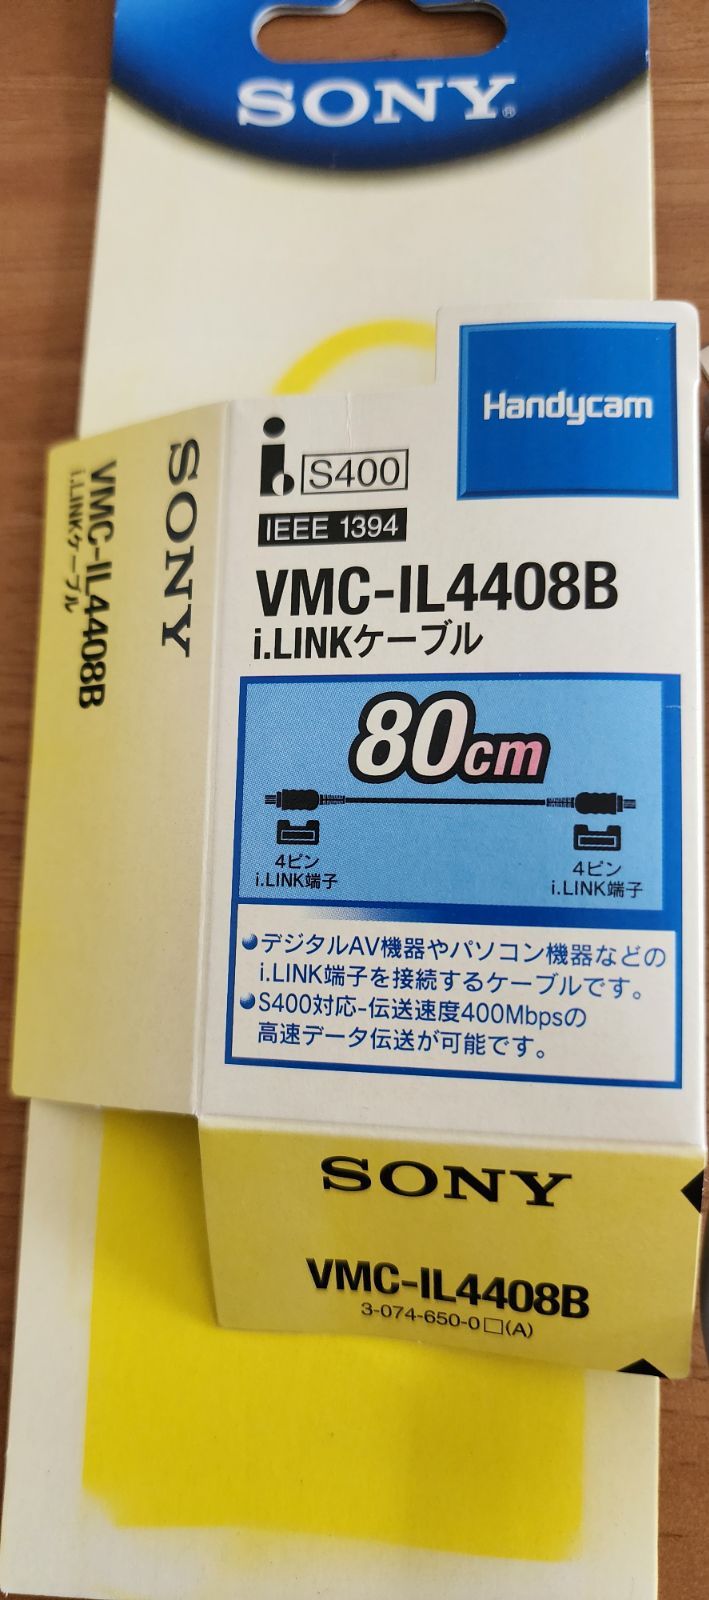 SONY®
Handycam
i. S400
IEEE 1394
VMC-IL4408B
i.LINKケーブル
80cm
4ピン
i.LINK端子
4ピン
i.LINK端子
●デジタルAV機器やパソコン機器などの
i.LINK端子を接続するケーブルです。
●S400対応-伝送速度400Mbpsの
高速データ伝送が可能です。
SONY
VMC-IL4408B
i.LINKケーブル
SONY
VMC-IL4408B
3-074-650-0□(A)